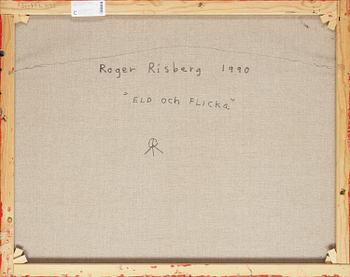 Roger Risberg 1990
"ELD och FLICKA"